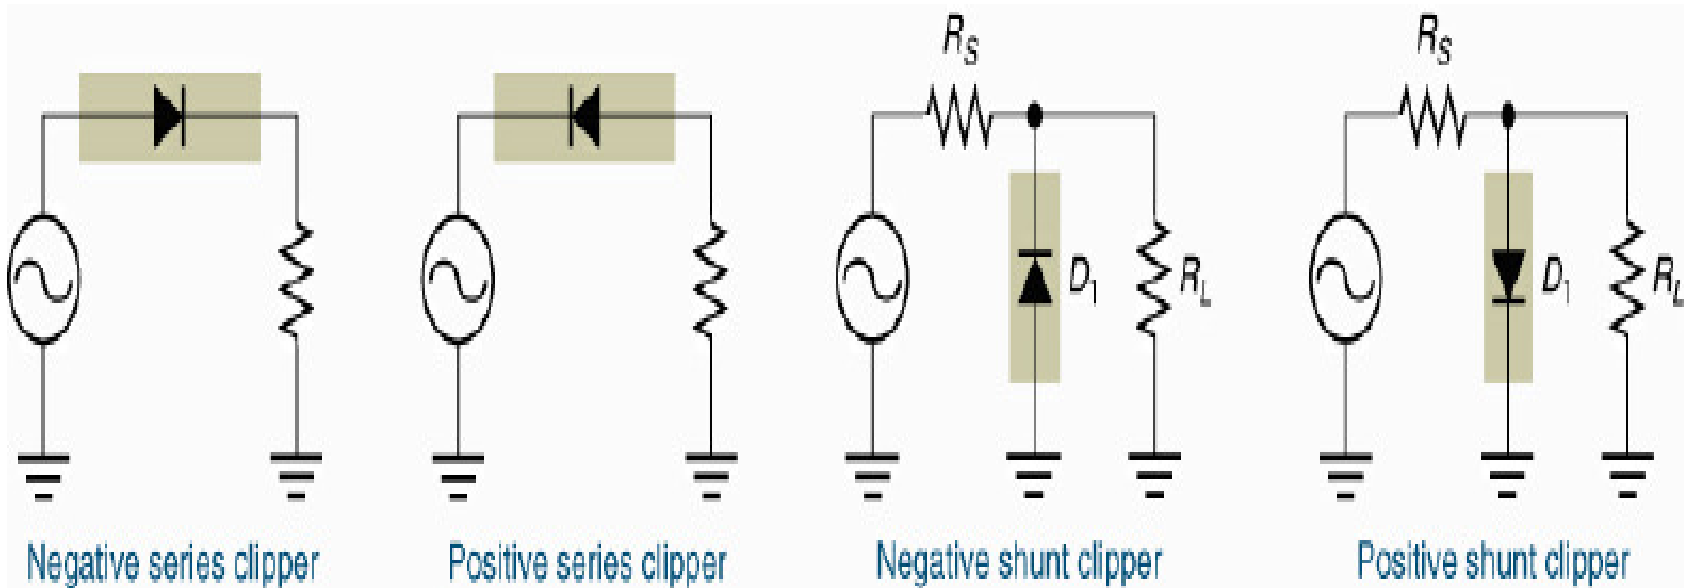 R_S
R_S
D_1
R_L
D_1
R_L
Negative series clipper
Positive series clipper
Negative shunt clipper
Positive shunt clipper